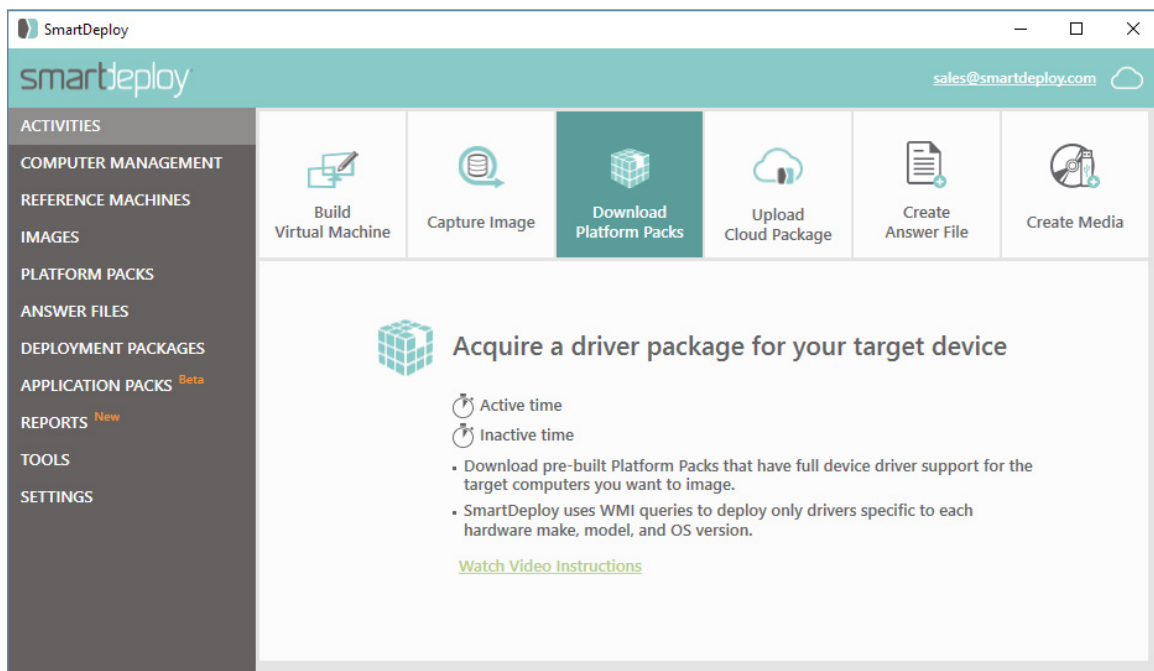 SmartDeploy
smartdeploy
sales@smartdeploy.com
ACTIVITIES
COMPUTER MANAGEMENT
REFERENCE MACHINES
IMAGES
PLATFORM PACKS
ANSWER FILES
DEPLOYMENT PACKAGES
APPLICATION PACKS Beta
REPORTS New
TOOLS
SETTINGS
Build
Virtual Machine
Capture Image
Download
Platform Packs
Upload
Cloud Package
Create
Answer File
Create Media
Acquire a driver package for your target device
Active time
Inactive time
▪ Download pre-built Platform Packs that have full device driver support for the
target computers you want to image.
▪ SmartDeploy uses WMI queries to deploy only drivers specific to each
hardware make, model, and OS version.
Watch Video Instructions